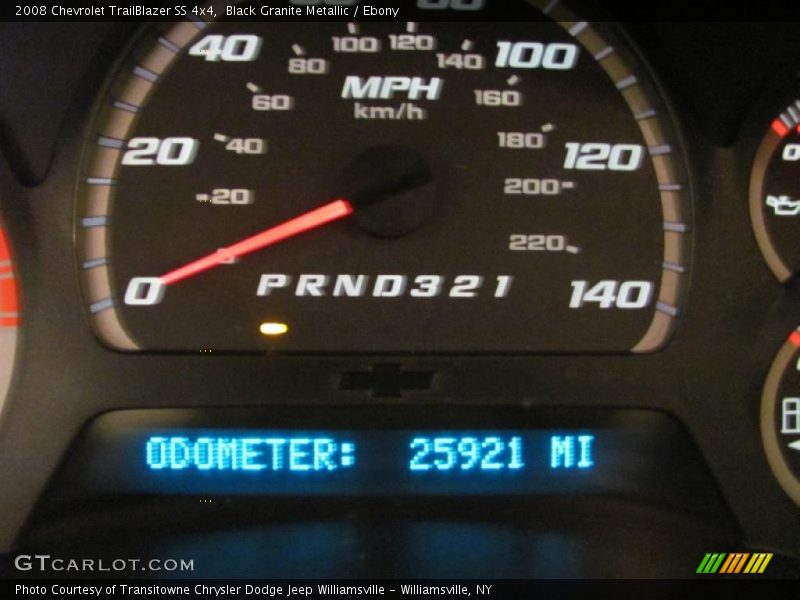 2008 Chevrolet TrailBlazer SS 4x4, Black Granite Metallic / Ebony
40 80 100 120 140 100
MPH
km/h
60 160
20 40 180 120
20 200
220
0 PRND321 140
ODOMETER: 25921 MI
GTCARLOT.COM
Photo Courtesy of Transitowne Chrysler Dodge Jeep Williamsville - Williamsville, NY